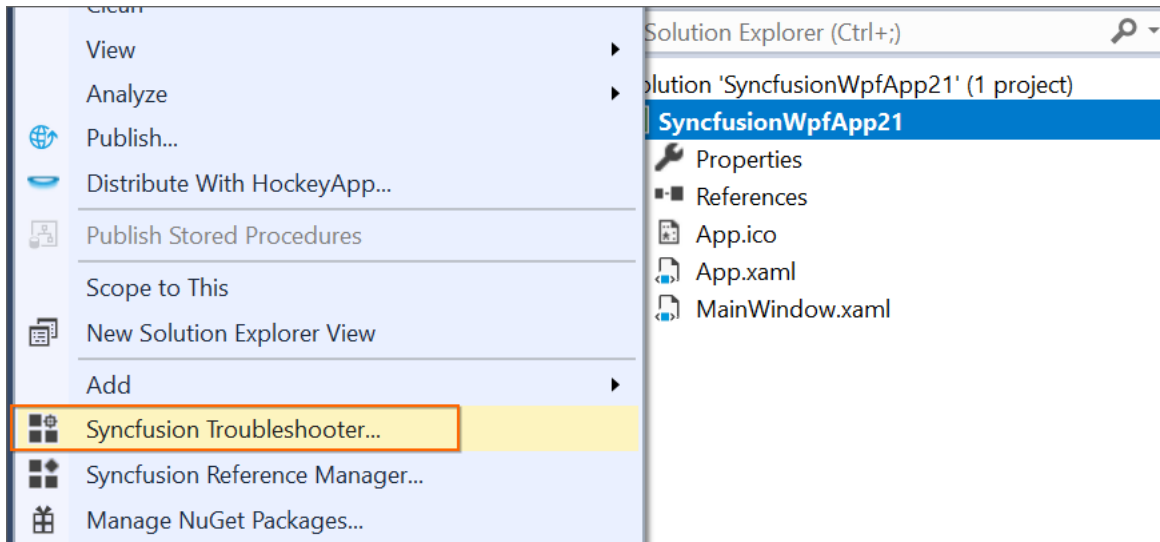 Clean
View
Analyze
Publish...
Distribute With HockeyApp...
Publish Stored Procedures
Scope to This
New Solution Explorer View
Add
Syncfusion Troubleshooter...
Syncfusion Reference Manager...
Manage NuGet Packages...
Solution Explorer (Ctrl+;)
olution 'SyncfusionWpfApp21' (1 project)
SyncfusionWpfApp21
Properties
References
App.ico
App.xaml
MainWindow.xaml